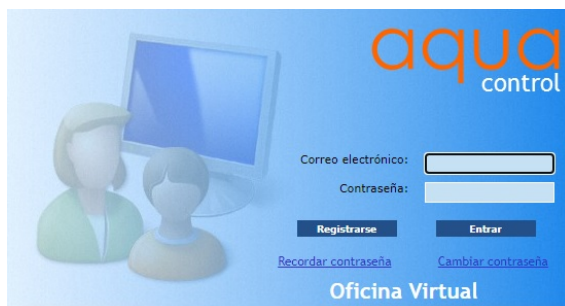 aqua
control
Correo electrónico:
Contraseña:
Registrarse Entrar
Recordar contraseña Cambiar contraseña
Oficina Virtual